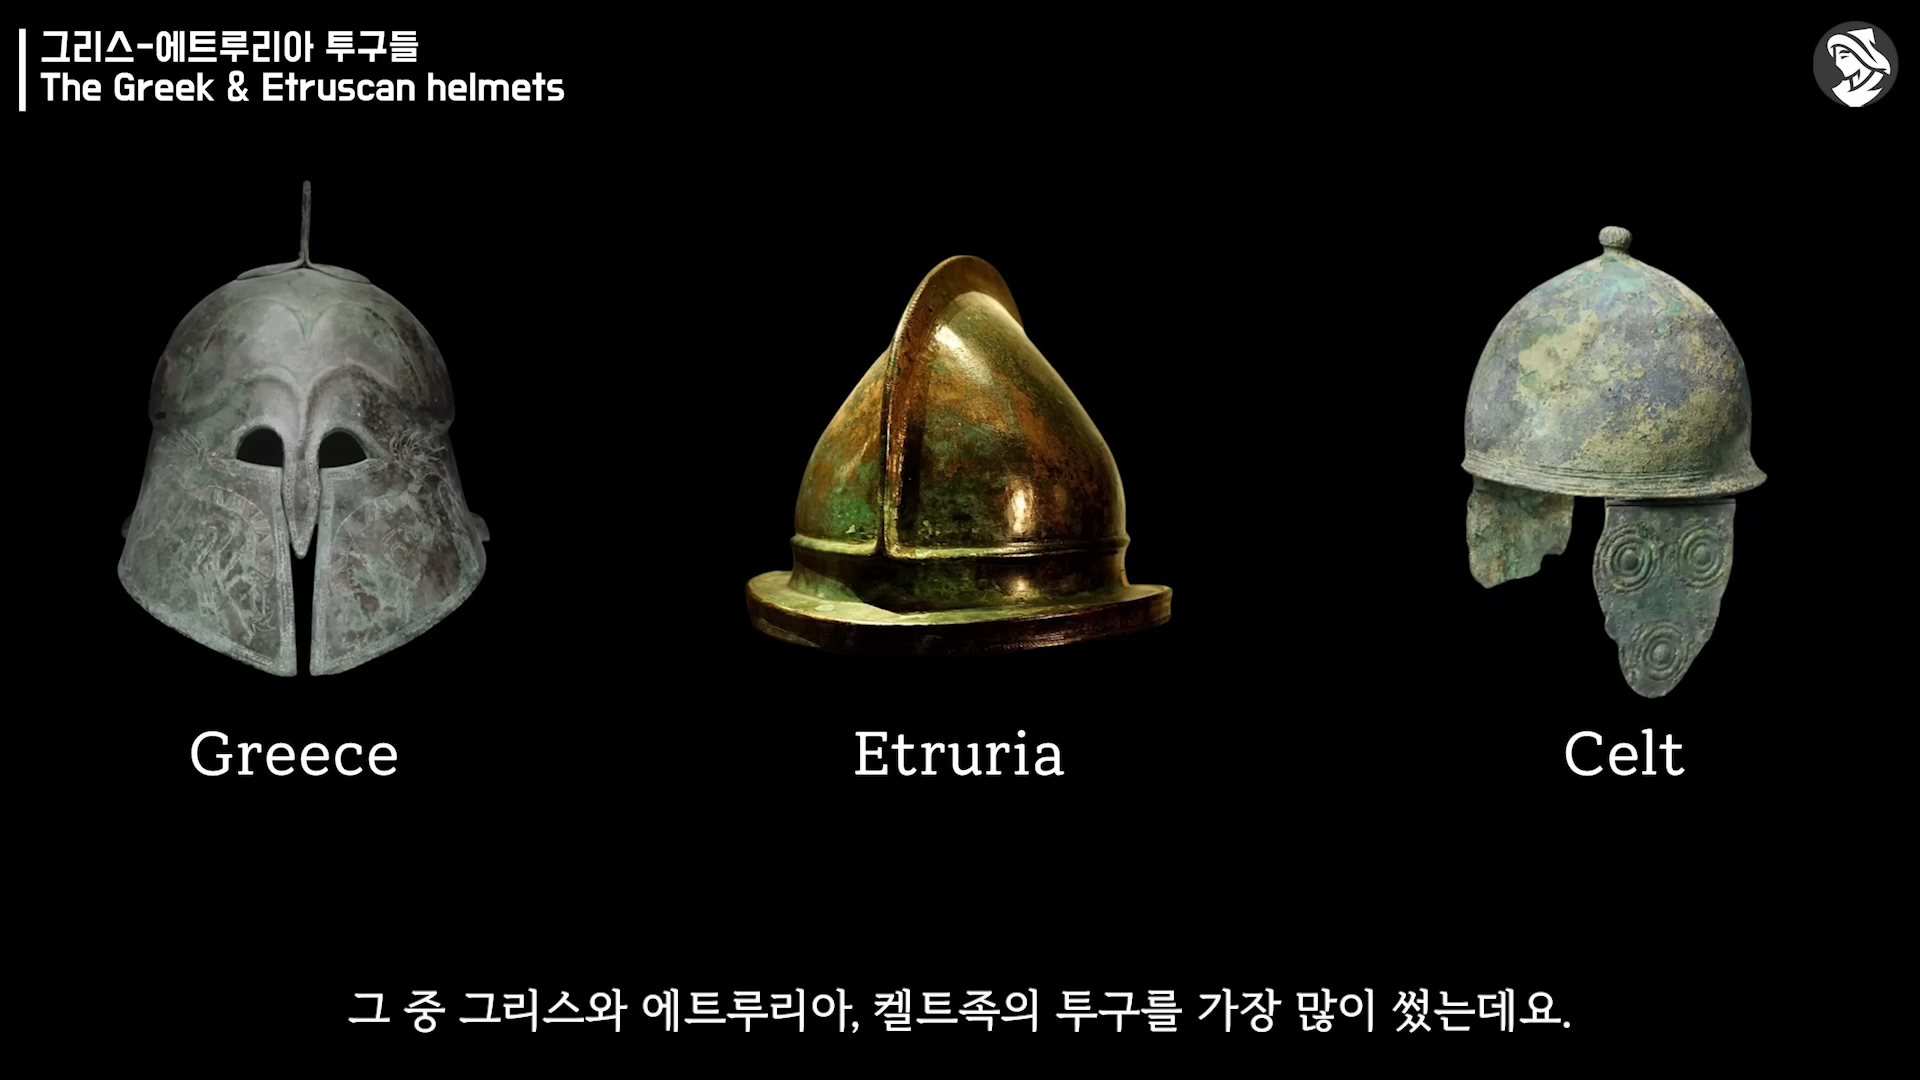 그리스-에트루리아 투구들
The Greek & Etruscan helmets
Greece
Etruria
Celt
그 중 그리스와 에트루리아, 켈트족의 투구를 가장 많이 썼는데요.